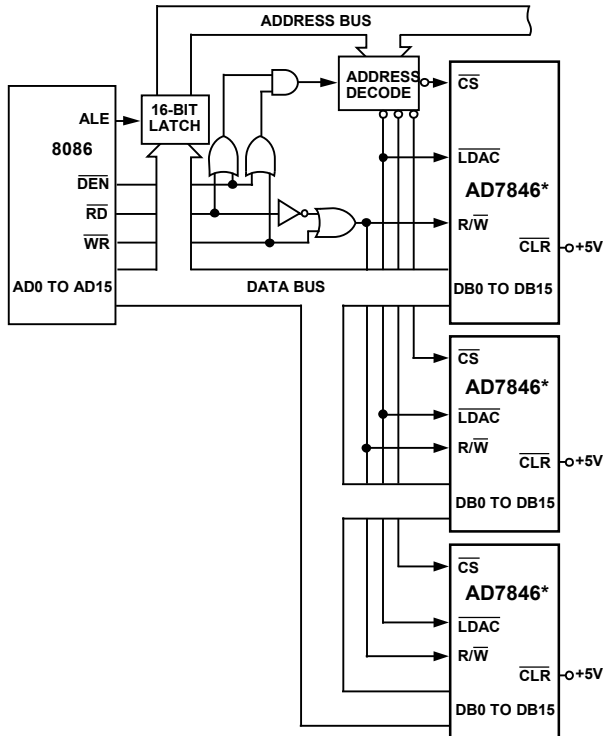 ADDRESS BUS
ALE
16-BIT
LATCH
ADDRESS
DECODE
CS
8086
DEN
RD
WR
AD0 TO AD15
LDAC
AD7846*
R/W
CLR
+5V
DATA BUS
DB0 TO DB15
CS
AD7846*
LDAC
R/W
CLR
+5V
DB0 TO DB15
CS
AD7846*
LDAC
R/W
CLR
+5V
DB0 TO DB15